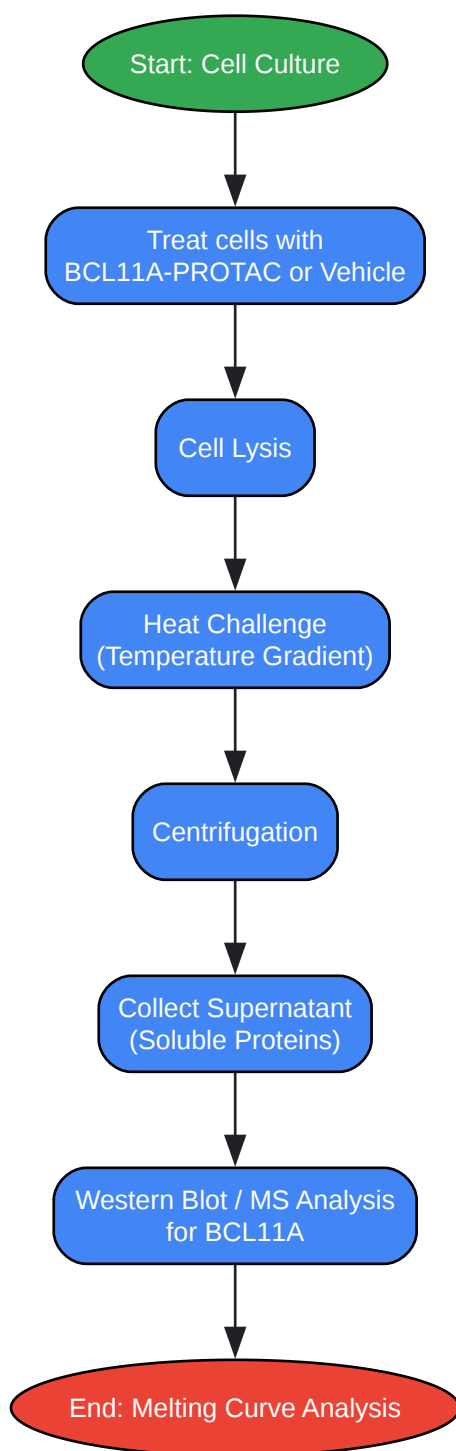 Start: Cell Culture
Treat cells with
BCL11A-PROTAC or Vehicle
Cell Lysis
Heat Challenge
(Temperature Gradient)
Centrifugation
Collect Supernatant
(Soluble Proteins)
Western Blot / MS Analysis
for BCL11A
End: Melting Curve Analysis